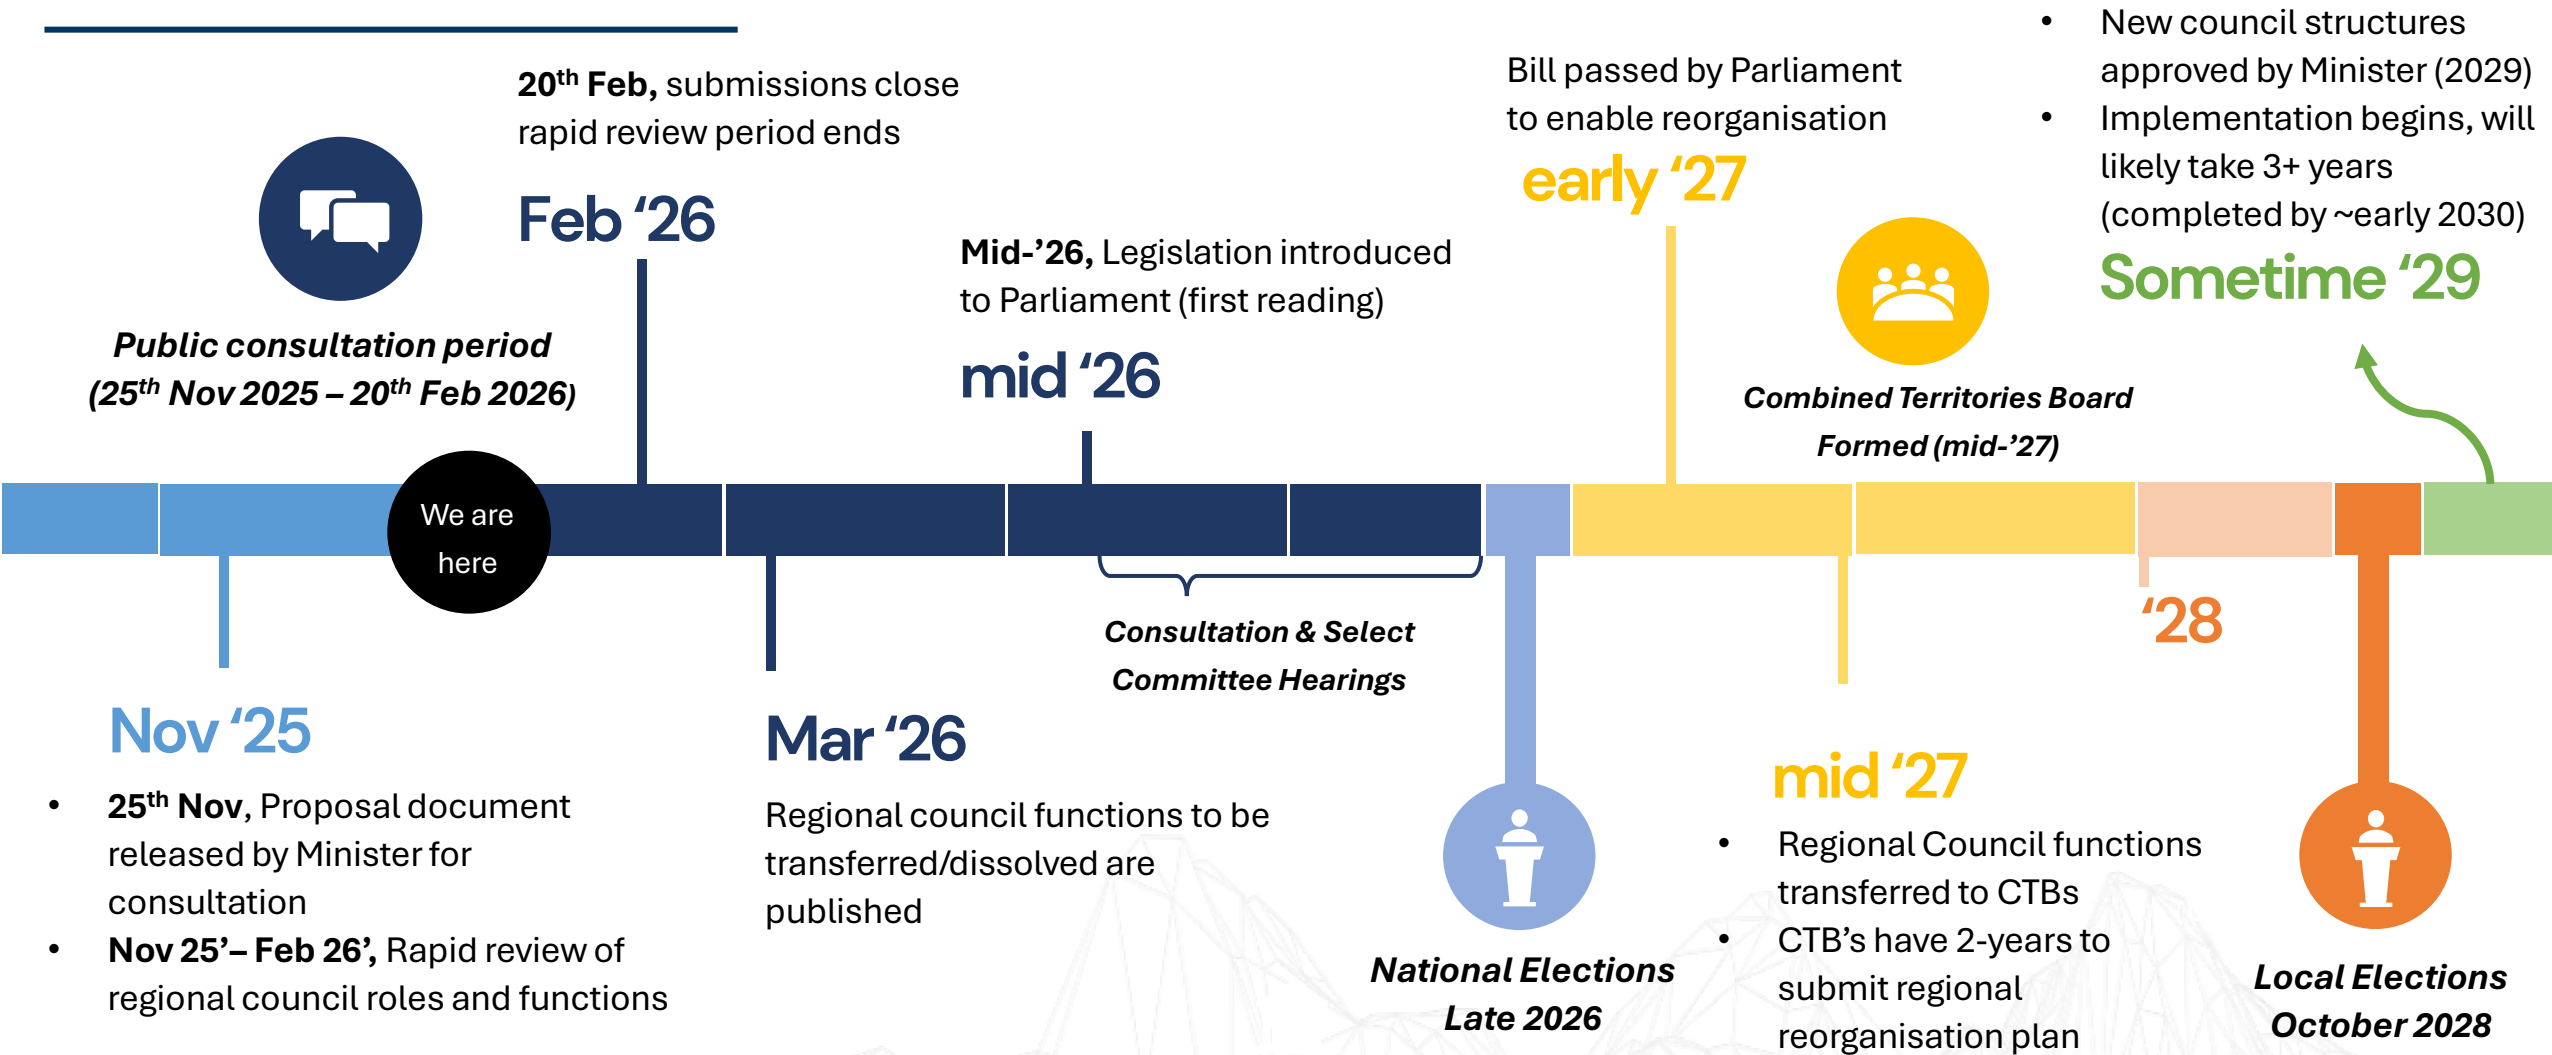 20th Feb, submissions close
rapid review period ends
Feb ‘26
Public consultation period
(25th Nov 2025 – 20th Feb 2026)
Mid-’26, Legislation introduced
to Parliament (first reading)
mid ‘26
Bill passed by Parliament
to enable reorganisation
early ‘27
Combined Territories Board
Formed (mid-’27)
• New council structures
approved by Minister (2029)
• Implementation begins, will
likely take 3+ years
(completed by ~early 2030)
Sometime ‘29
We are
here
Nov ‘25
• 25th Nov, Proposal document
released by Minister for
consultation
• Nov 25’– Feb 26’, Rapid review of
regional council roles and functions
Mar ‘26
Regional council functions to be
transferred/dissolved are
published
Consultation & Select
Committee Hearings
National Elections
Late 2026
mid ‘27
• Regional Council functions
transferred to CTBs
• CTB’s have 2-years to
submit regional
reorganisation plan
‘28
Local Elections
October 2028